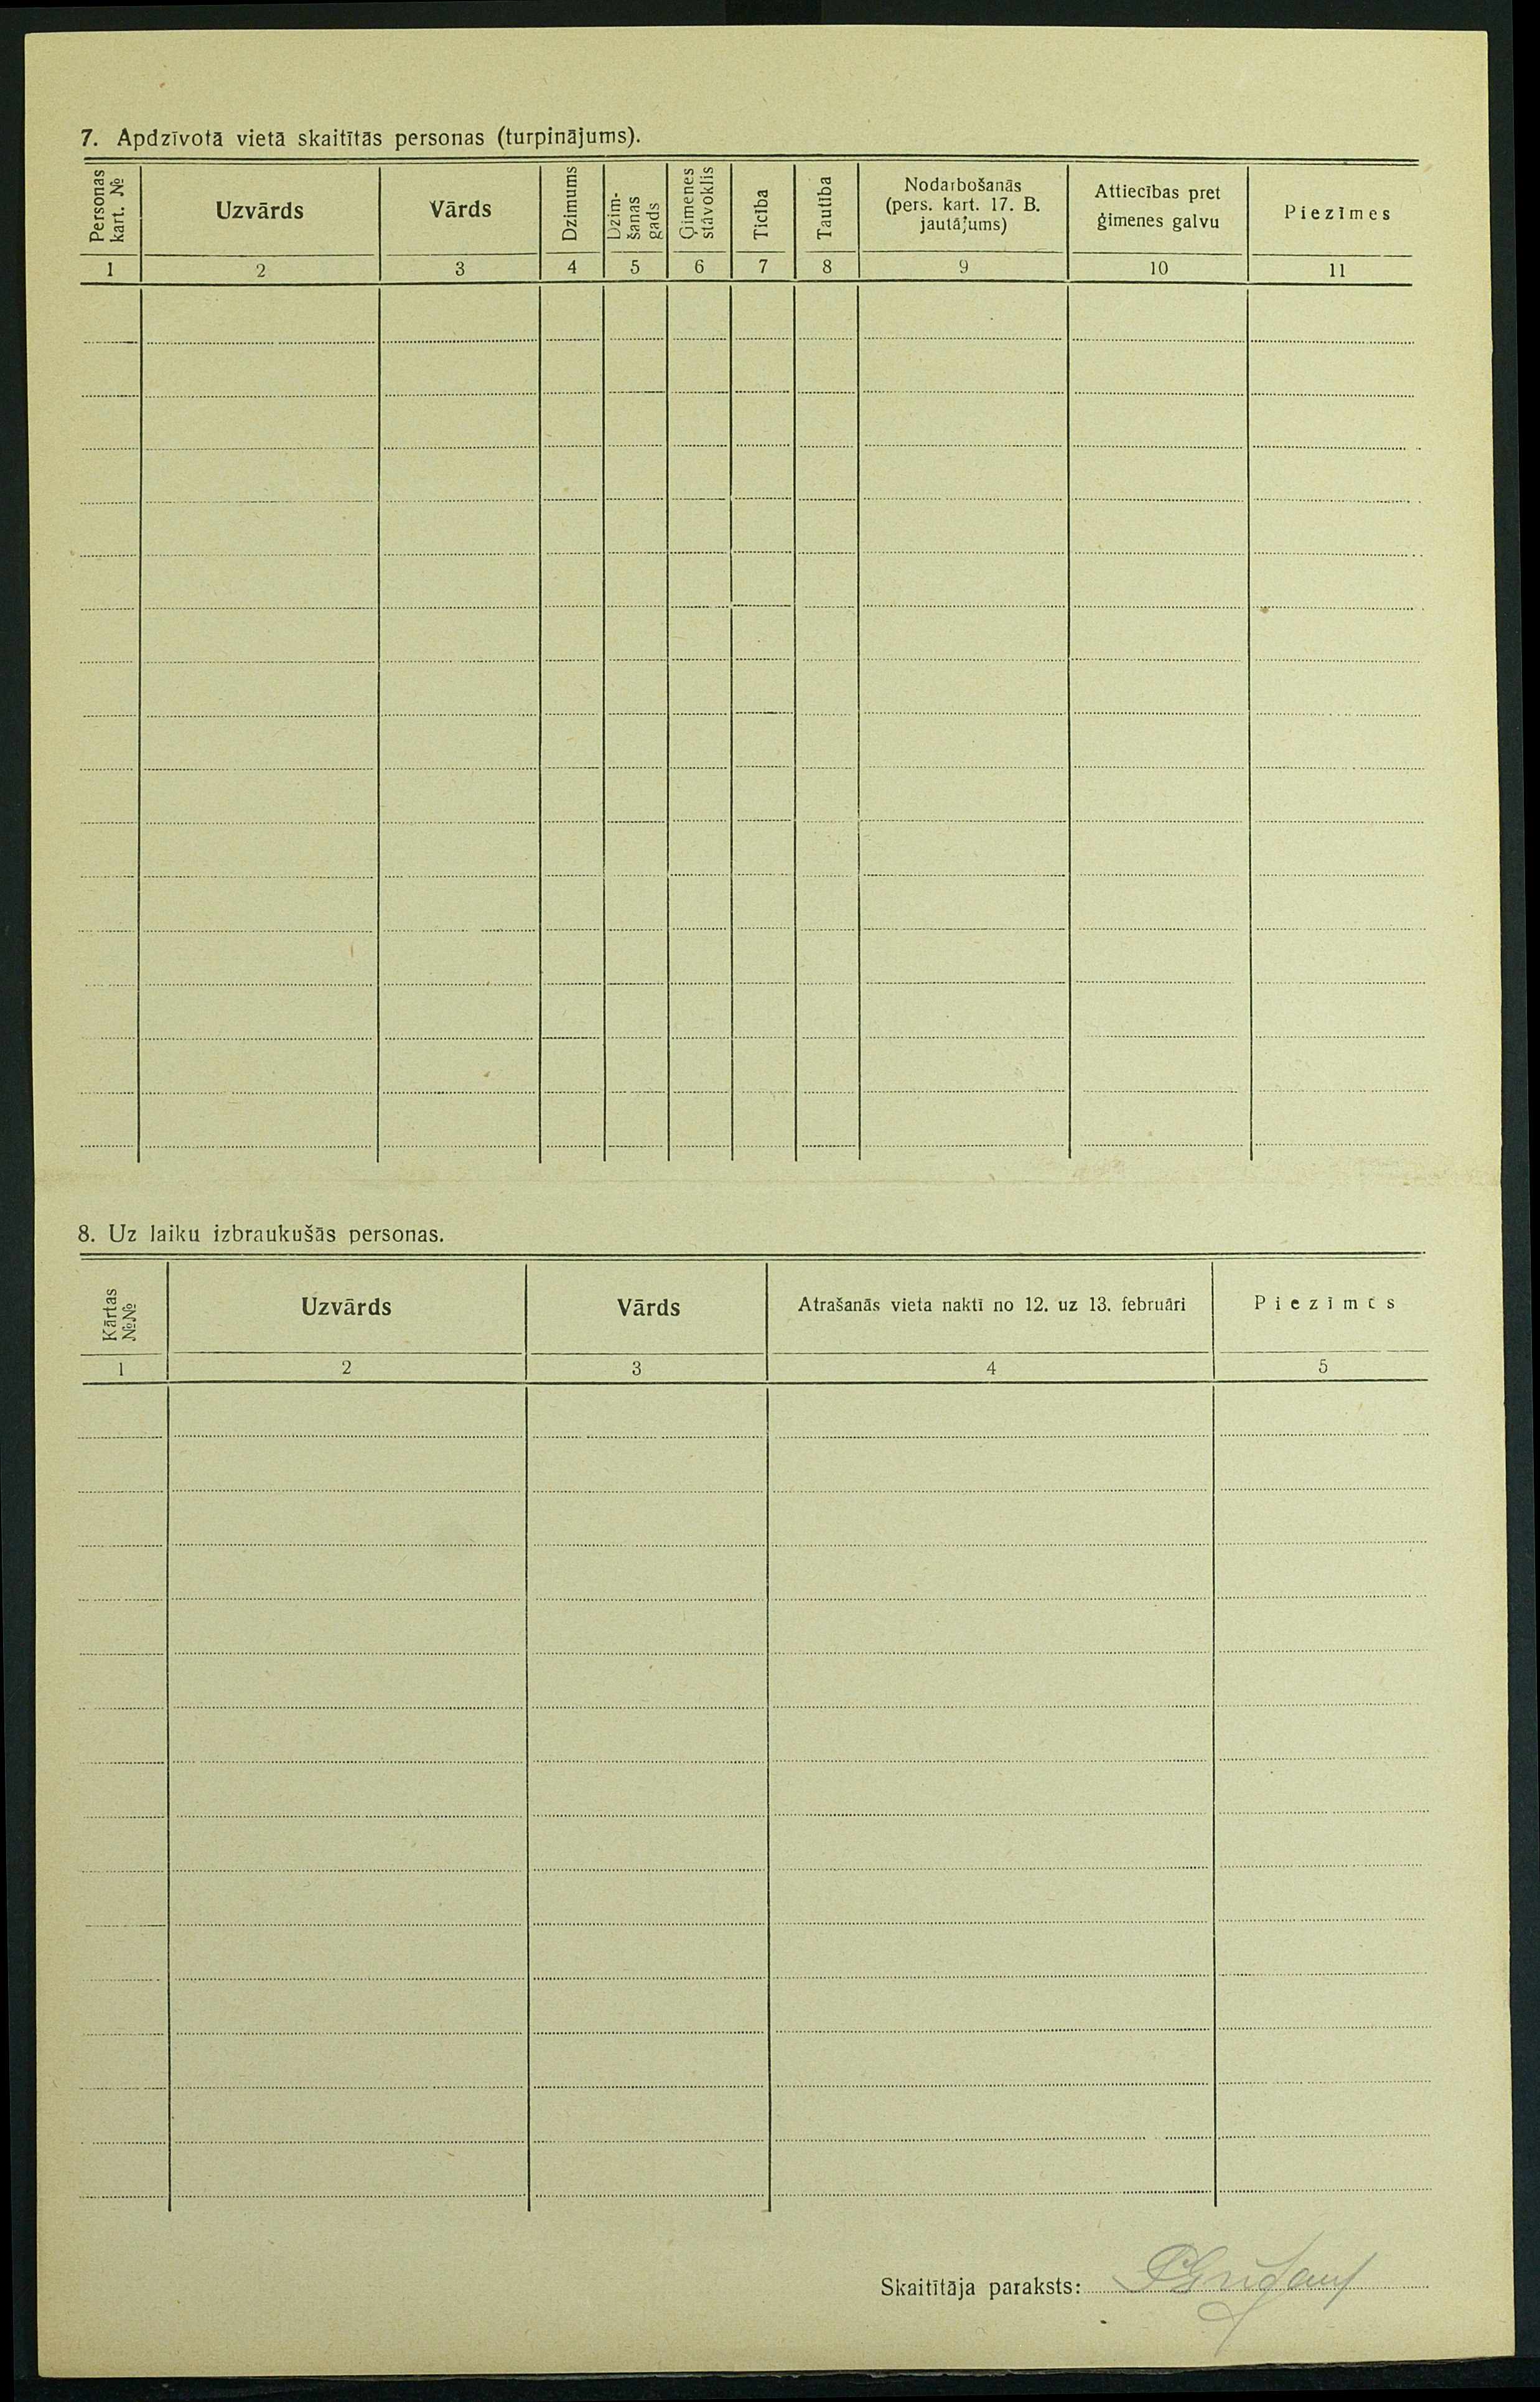 7. Apdzīvotā vietā skaitītās personas (turpinājums).
Personas kart. №
Uzvārds
Vārds
Dzimums
Dzim-
šanas
gads
Ģimenes
stāvoklis
Ticība
Tautība
Nodarbošanās
(pers. kart. 17. B.
jautājums)
Attiecības pret
ģimenes galvu
Piezīmes
1 2 3 4 5 6 7 8 9 10 11
8. Uz laiku izbraukušās personas.
Kārtas
№№
Uzvārds
Vārds
Atrašanās vieta naktī no 12. uz 13. februāri
Piezīmes
1 2 3 4 5
Skaitītāja paraksts: